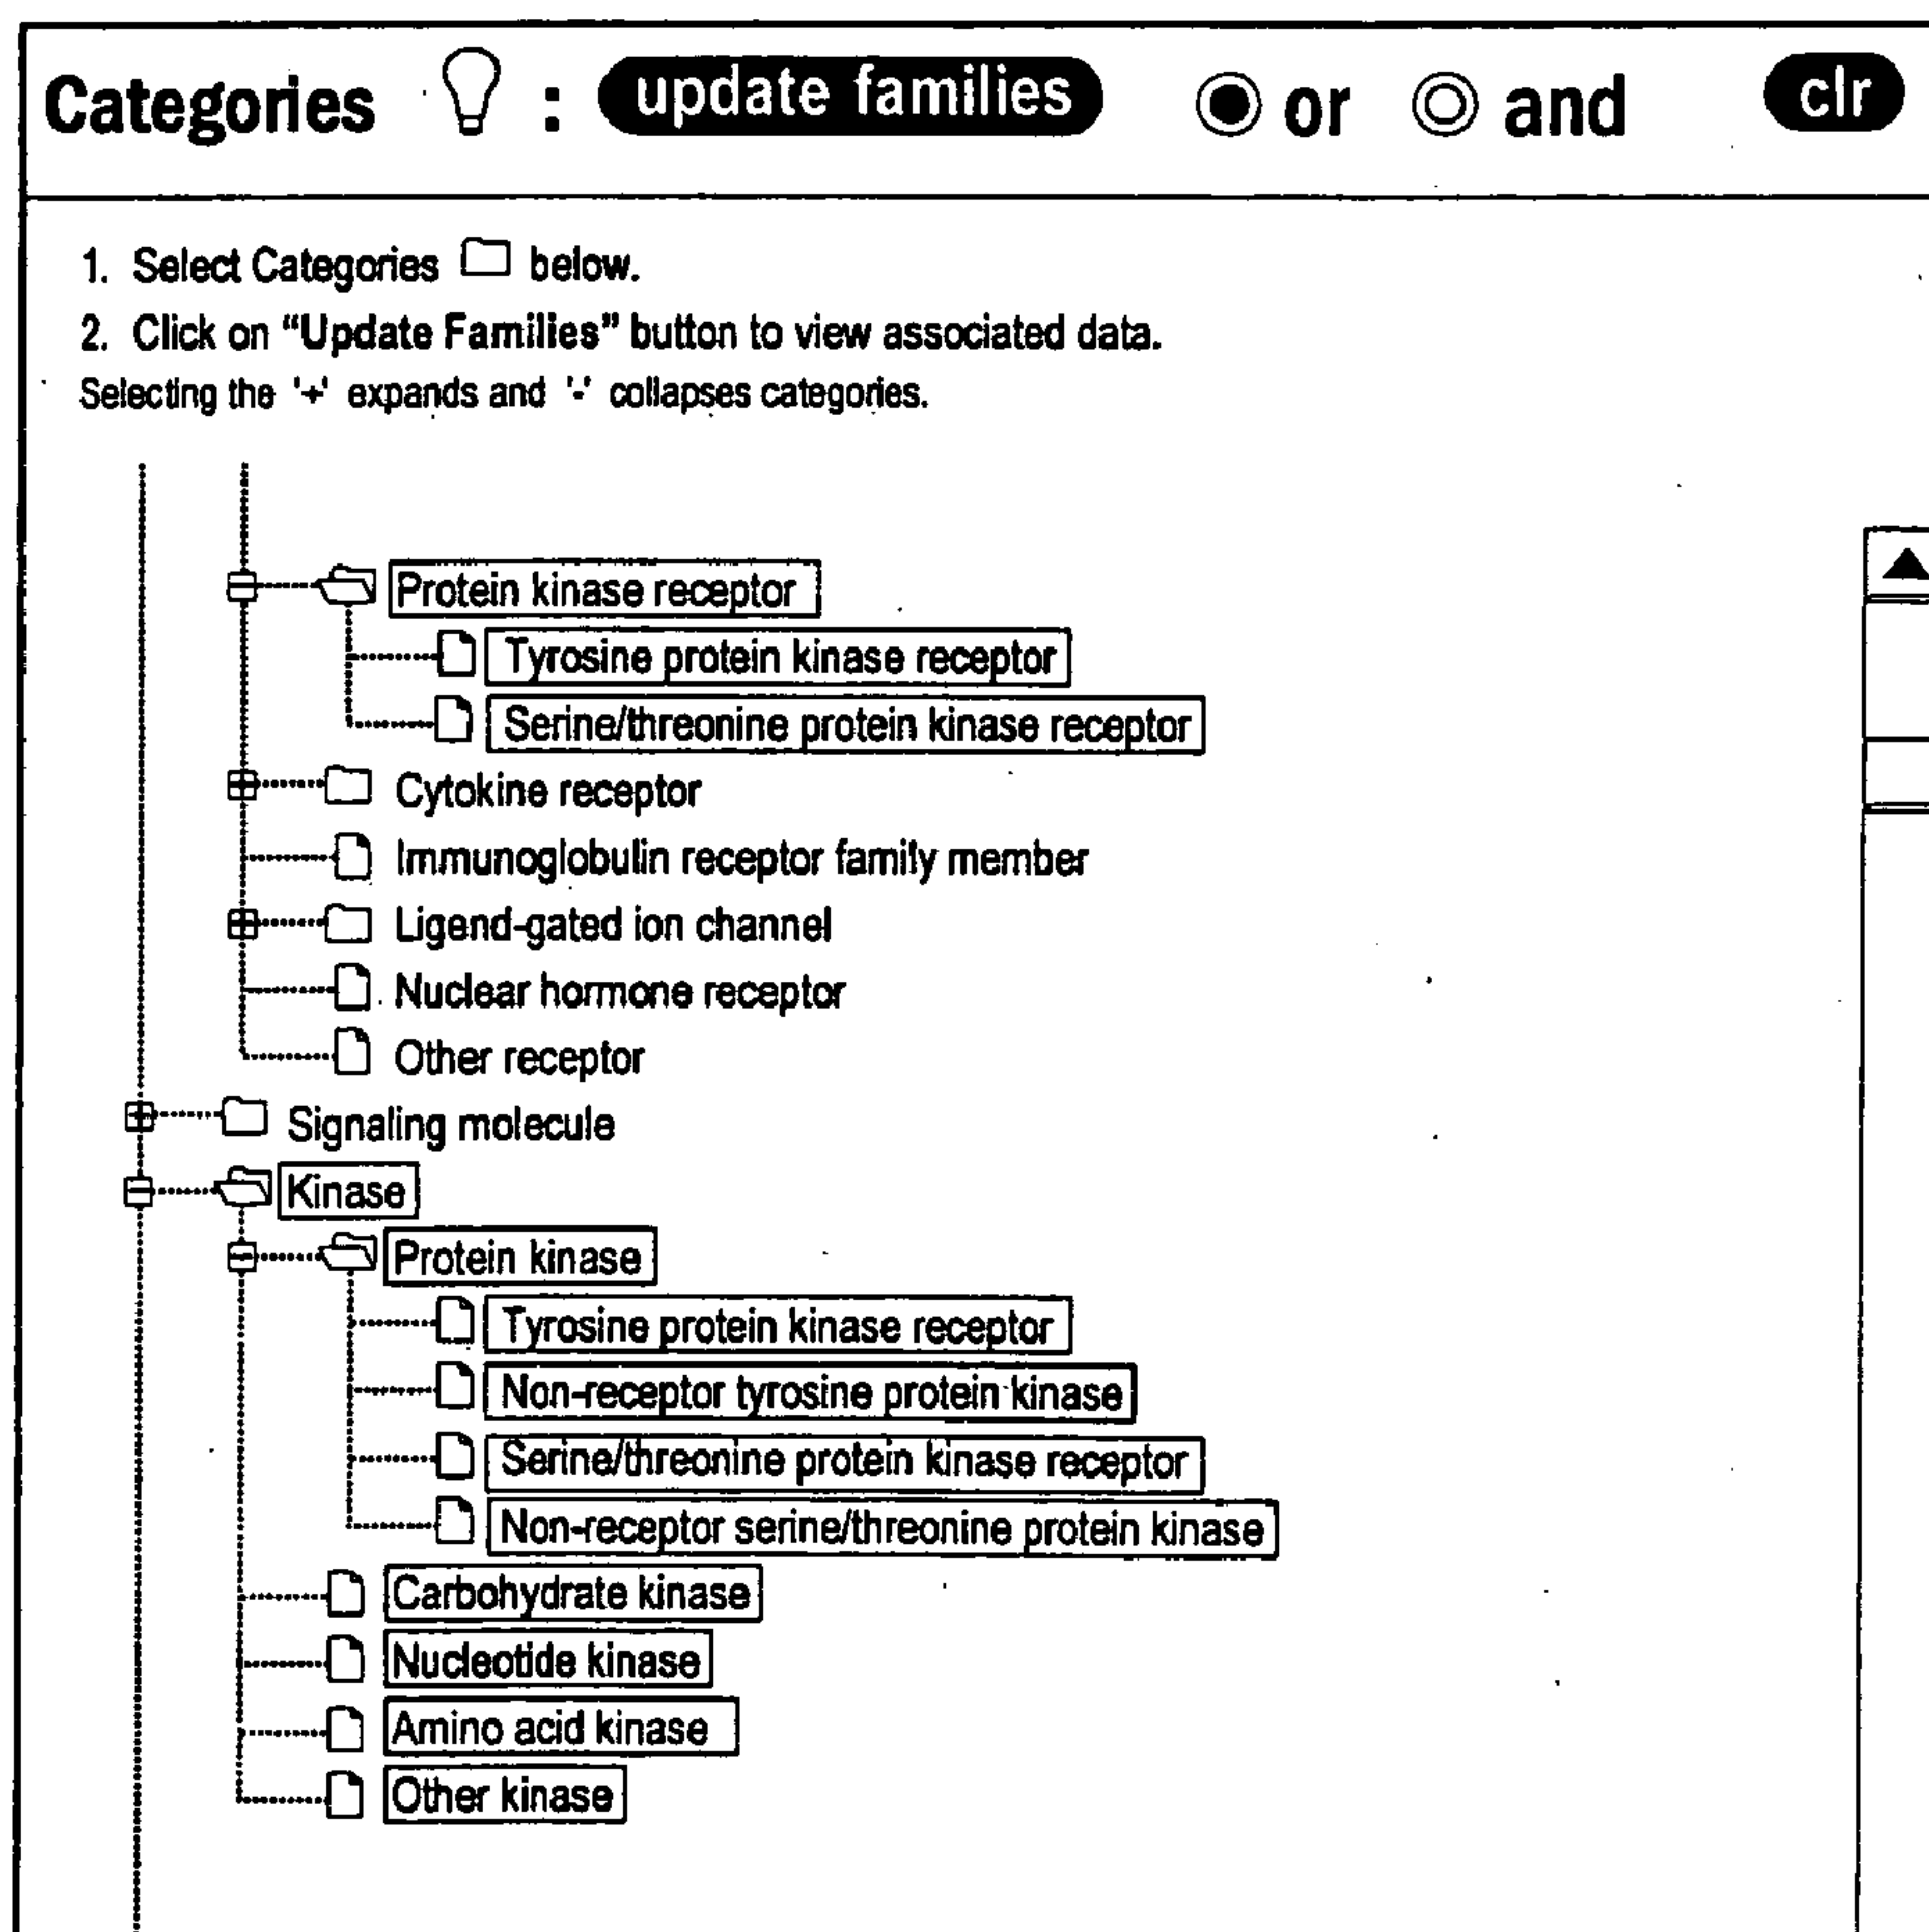 Categories : update families or and clr
1. Select Categories below.
2. Click on “Update Families” button to view associated data.
Selecting the '+' expands and '-' collapses categories.
Protein kinase receptor
Tyrosine protein kinase receptor
Serine/threonine protein kinase receptor
Cytokine receptor
Immunoglobulin receptor family member
Ligend-gated ion channel
Nuclear hormone receptor
Other receptor
Signaling molecule
Kinase
Protein kinase
Tyrosine protein kinase receptor
Non-receptor tyrosine protein kinase
Serine/threonine protein kinase receptor
Non-receptor serine/threonine protein kinase
Carbohydrate kinase
Nucleotide kinase
Amino acid kinase
Other kinase